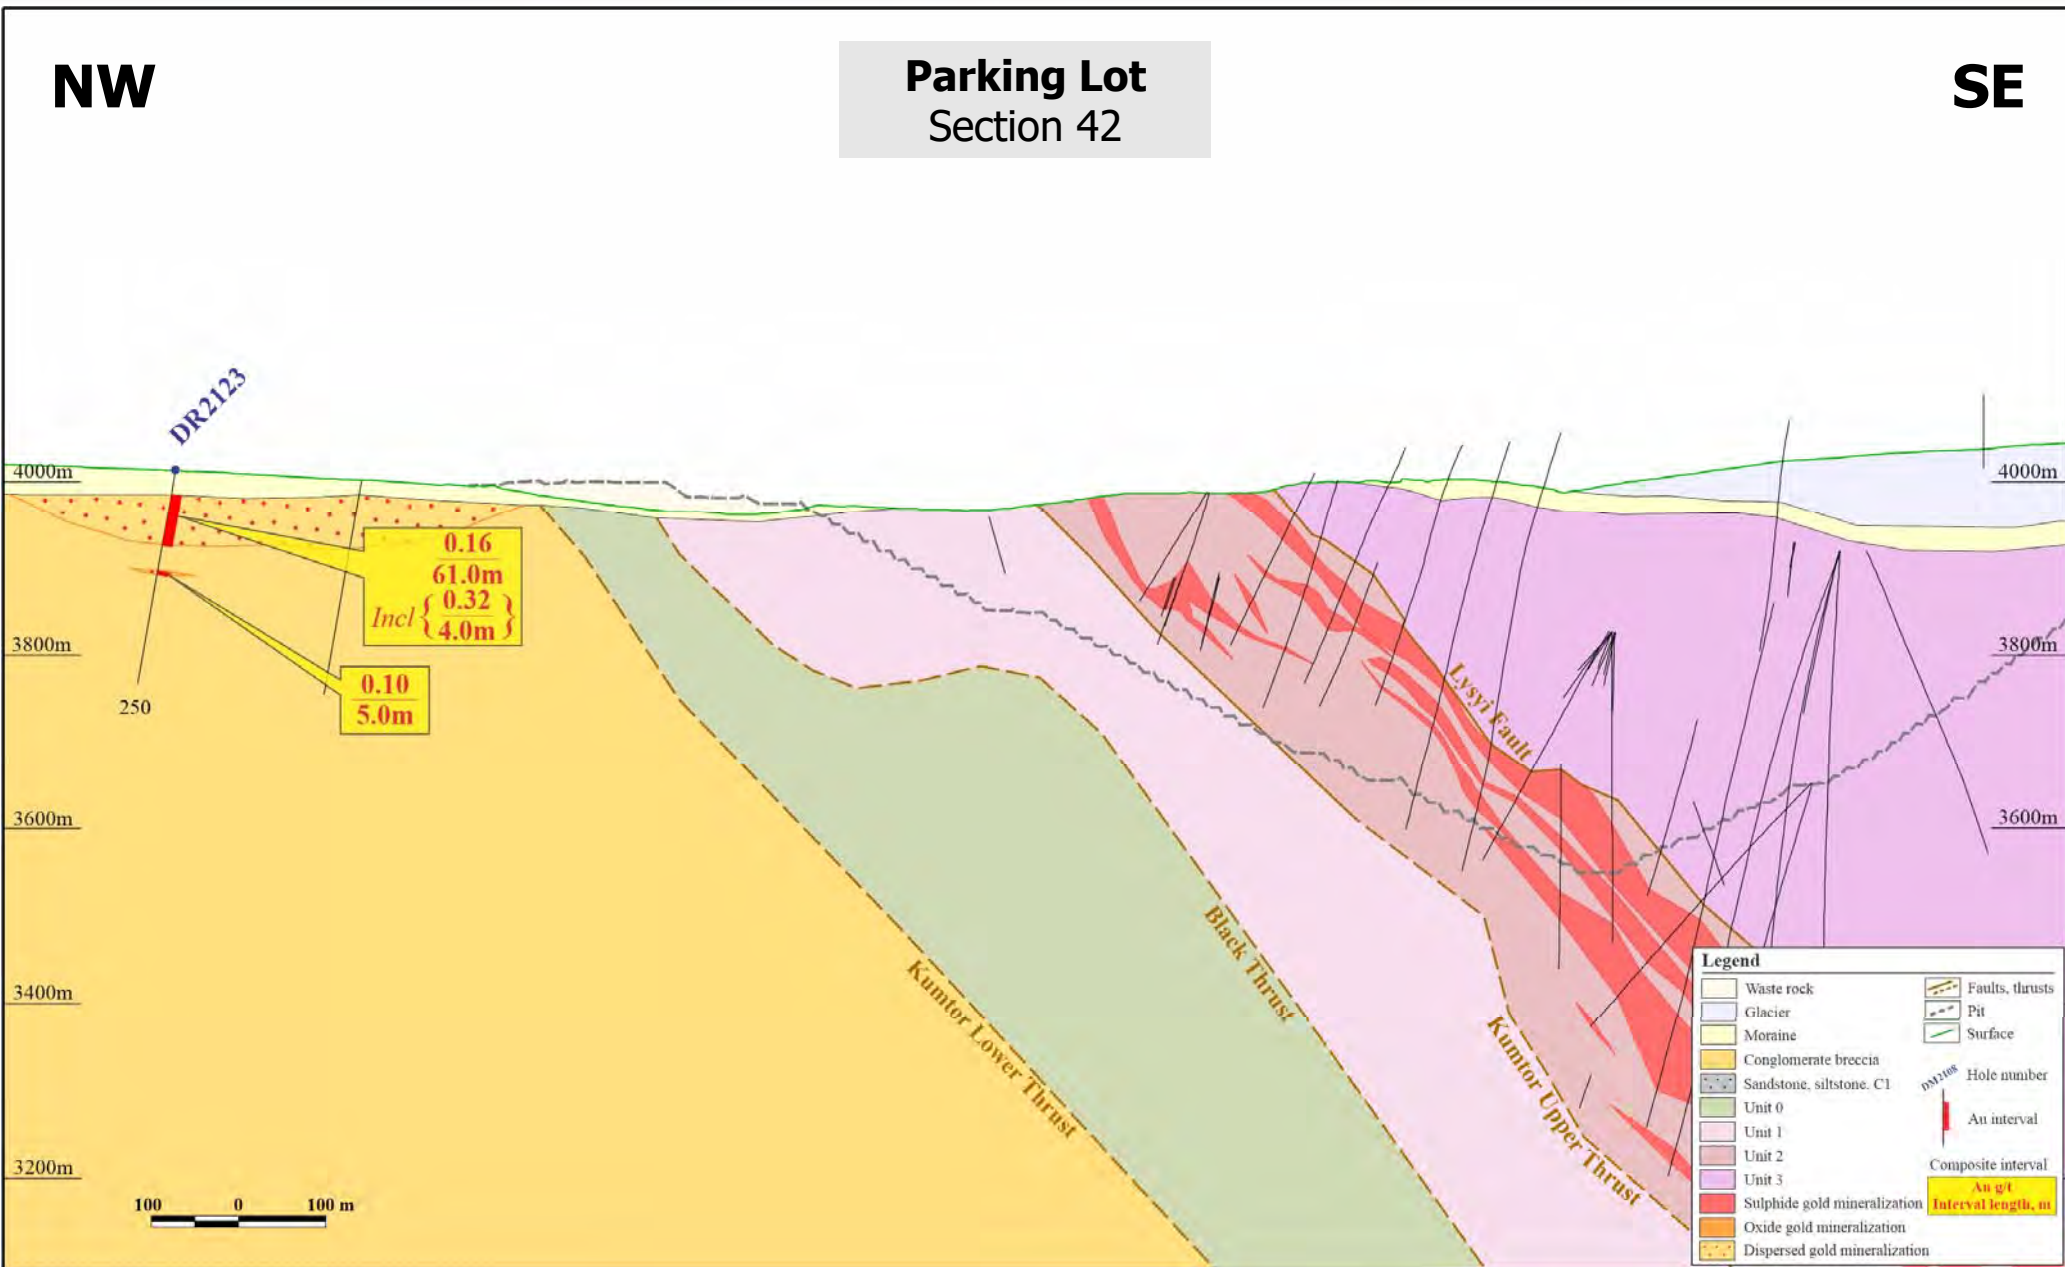 NW
Parking Lot
Section 42
SE
DR2123
4000m
4000m
0.16
61.0m
Incl { 0.32
4.0m }
3800m
3800m
0.10
5.0m
250
Lysyi Fault
3600m
3600m
Black Thrust
Kumtor Lower Thrust
Kumtor Upper Thrust
3400m
3200m
100 0 100 m
Legend
Waste rock
Glacier
Moraine
Conglomerate breccia
Sandstone, siltstone. C1
Unit 0
Unit 1
Unit 2
Unit 3
Sulphide gold mineralization
Oxide gold mineralization
Dispersed gold mineralization
Faults, thrusts
Pit
Surface
DM2108
Hole number
Au interval
Composite interval
Au g/t
Interval length, m